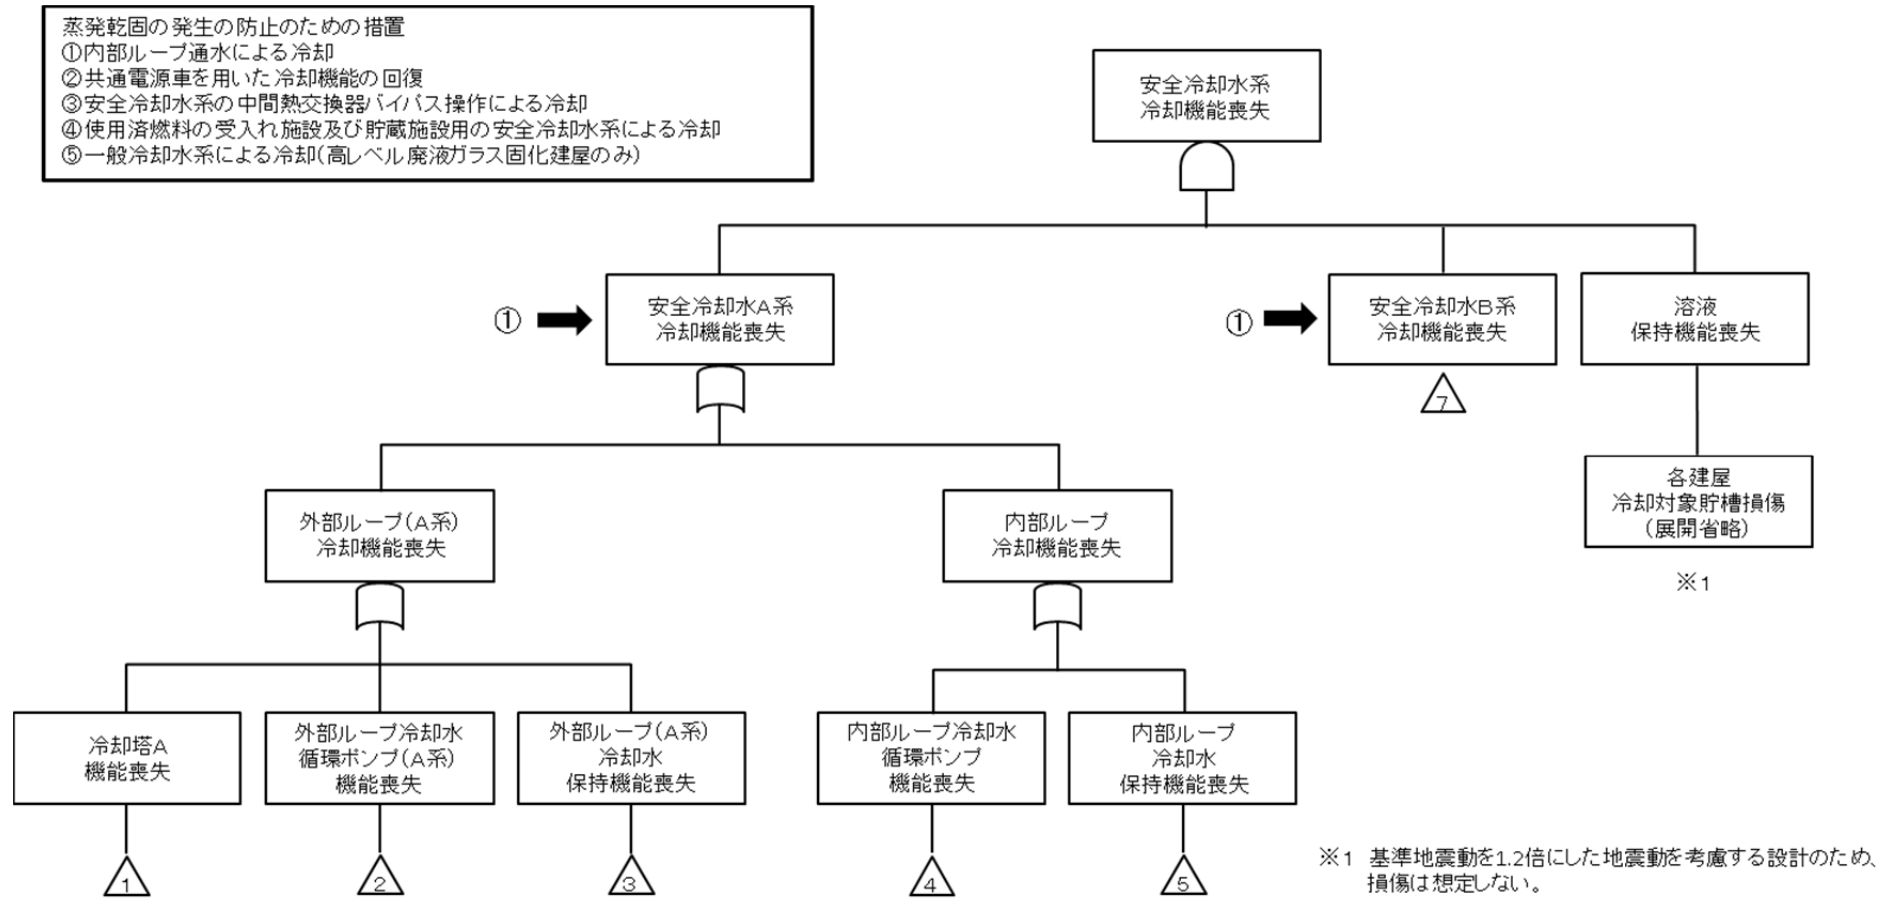 蒸発乾固の発生の防止のための措置
①内部ループ通水による冷却
②共通電源車を用いた冷却機能の回復
③安全冷却水系の中間熱交換器バイパス操作による冷却
④使用済燃料の受入れ施設及び貯蔵施設用の安全冷却水系による冷却
⑤一般冷却水系による冷却(高レベル廃液ガラス固化建屋のみ)
安全冷却水系
冷却機能喪失
①
安全冷却水A系
冷却機能喪失
①
安全冷却水B系
冷却機能喪失
7
溶液
保持機能喪失
外部ループ(A系)
冷却機能喪失
内部ループ
冷却機能喪失
各建屋
冷却対象貯槽損傷
(展開省略)
※1
冷却塔A
機能喪失
外部ループ冷却水
循環ポンプ(A系)
機能喪失
外部ループ(A系)
冷却水
保持機能喪失
内部ループ冷却水
循環ポンプ
機能喪失
内部ループ
冷却水
保持機能喪失
1
2
3
4
5
※1 基準地震動を1.2倍にした地震動を考慮する設計のため、
損傷は想定しない。